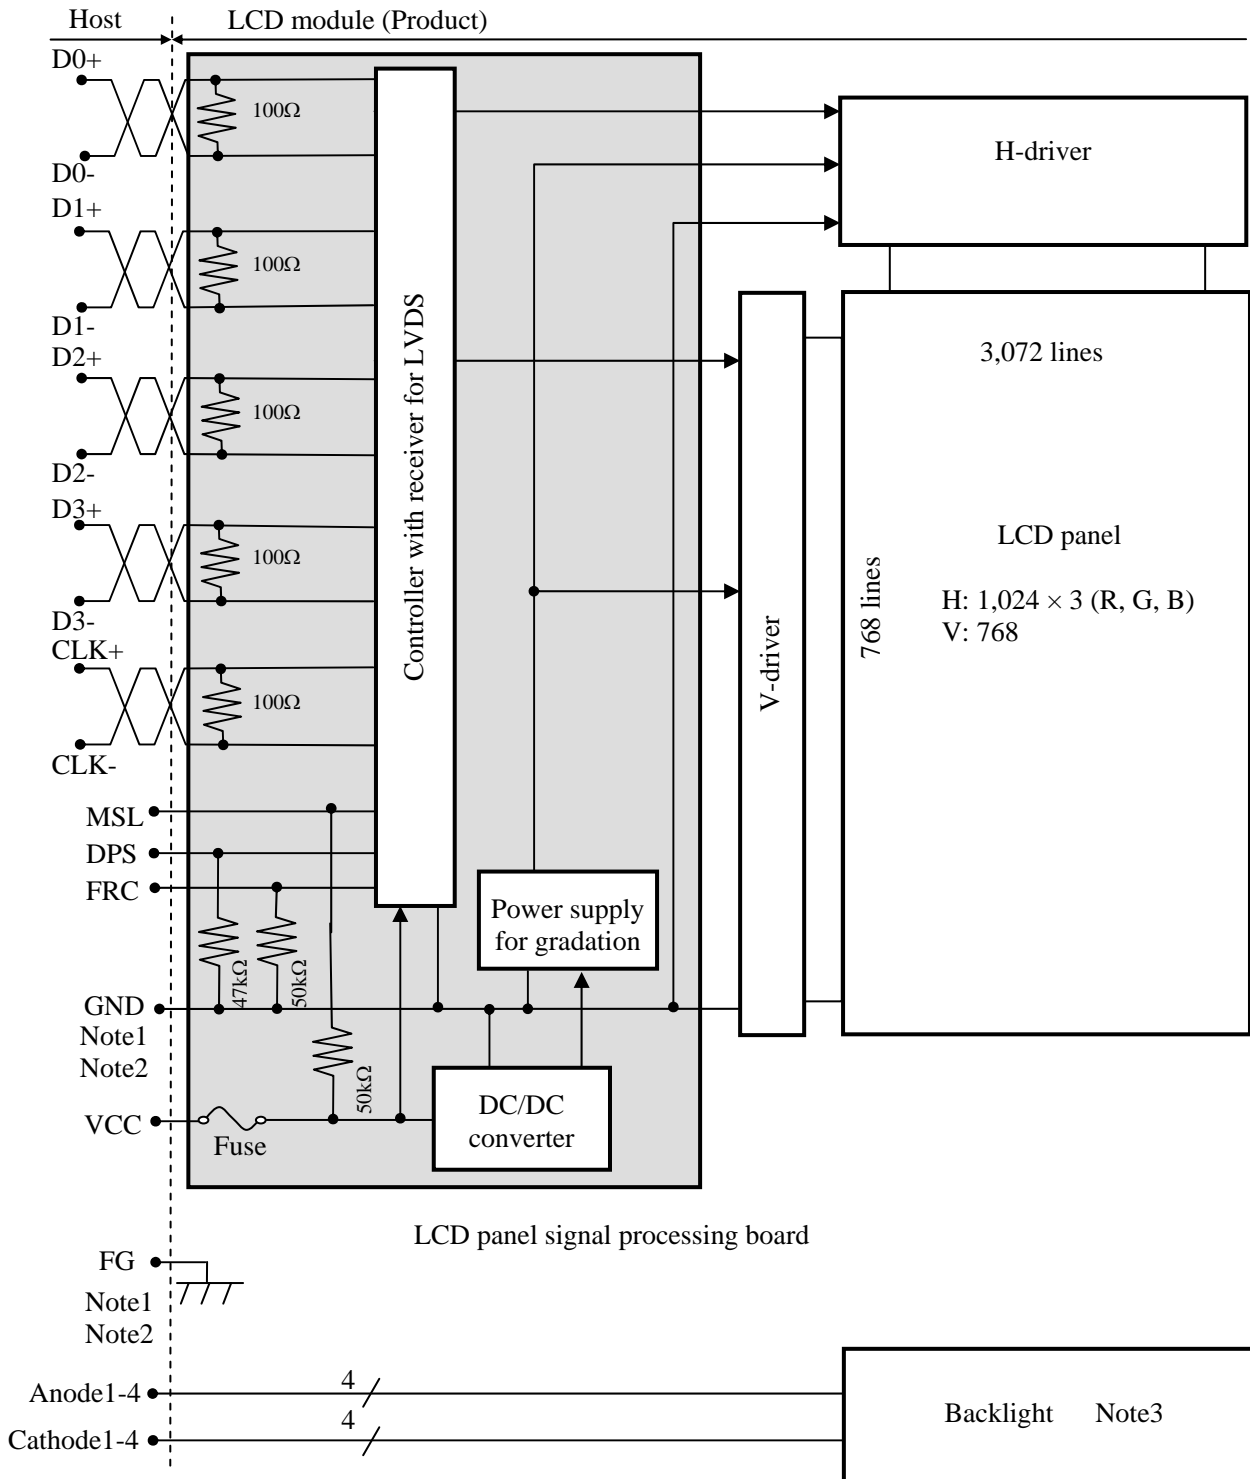 Host
LCD module (Product)
D0+
100Ω
D0-
D1+
100Ω
D1-
D2+
100Ω
D2-
D3+
100Ω
D3-
CLK+
100Ω
CLK-
MSL
DPS
FRC
47kΩ
50kΩ
GND
Note1
Note2
50kΩ
VCC
Fuse
Controller with receiver for LVDS
Power supply
for gradation
DC/DC
converter
H-driver
V-driver
3,072 lines
768 lines
LCD panel
H: 1,024 × 3 (R, G, B)
V: 768
LCD panel signal processing board
FG
Note1
Note2
Anode1-4
4
Cathode1-4
4
Backlight Note3